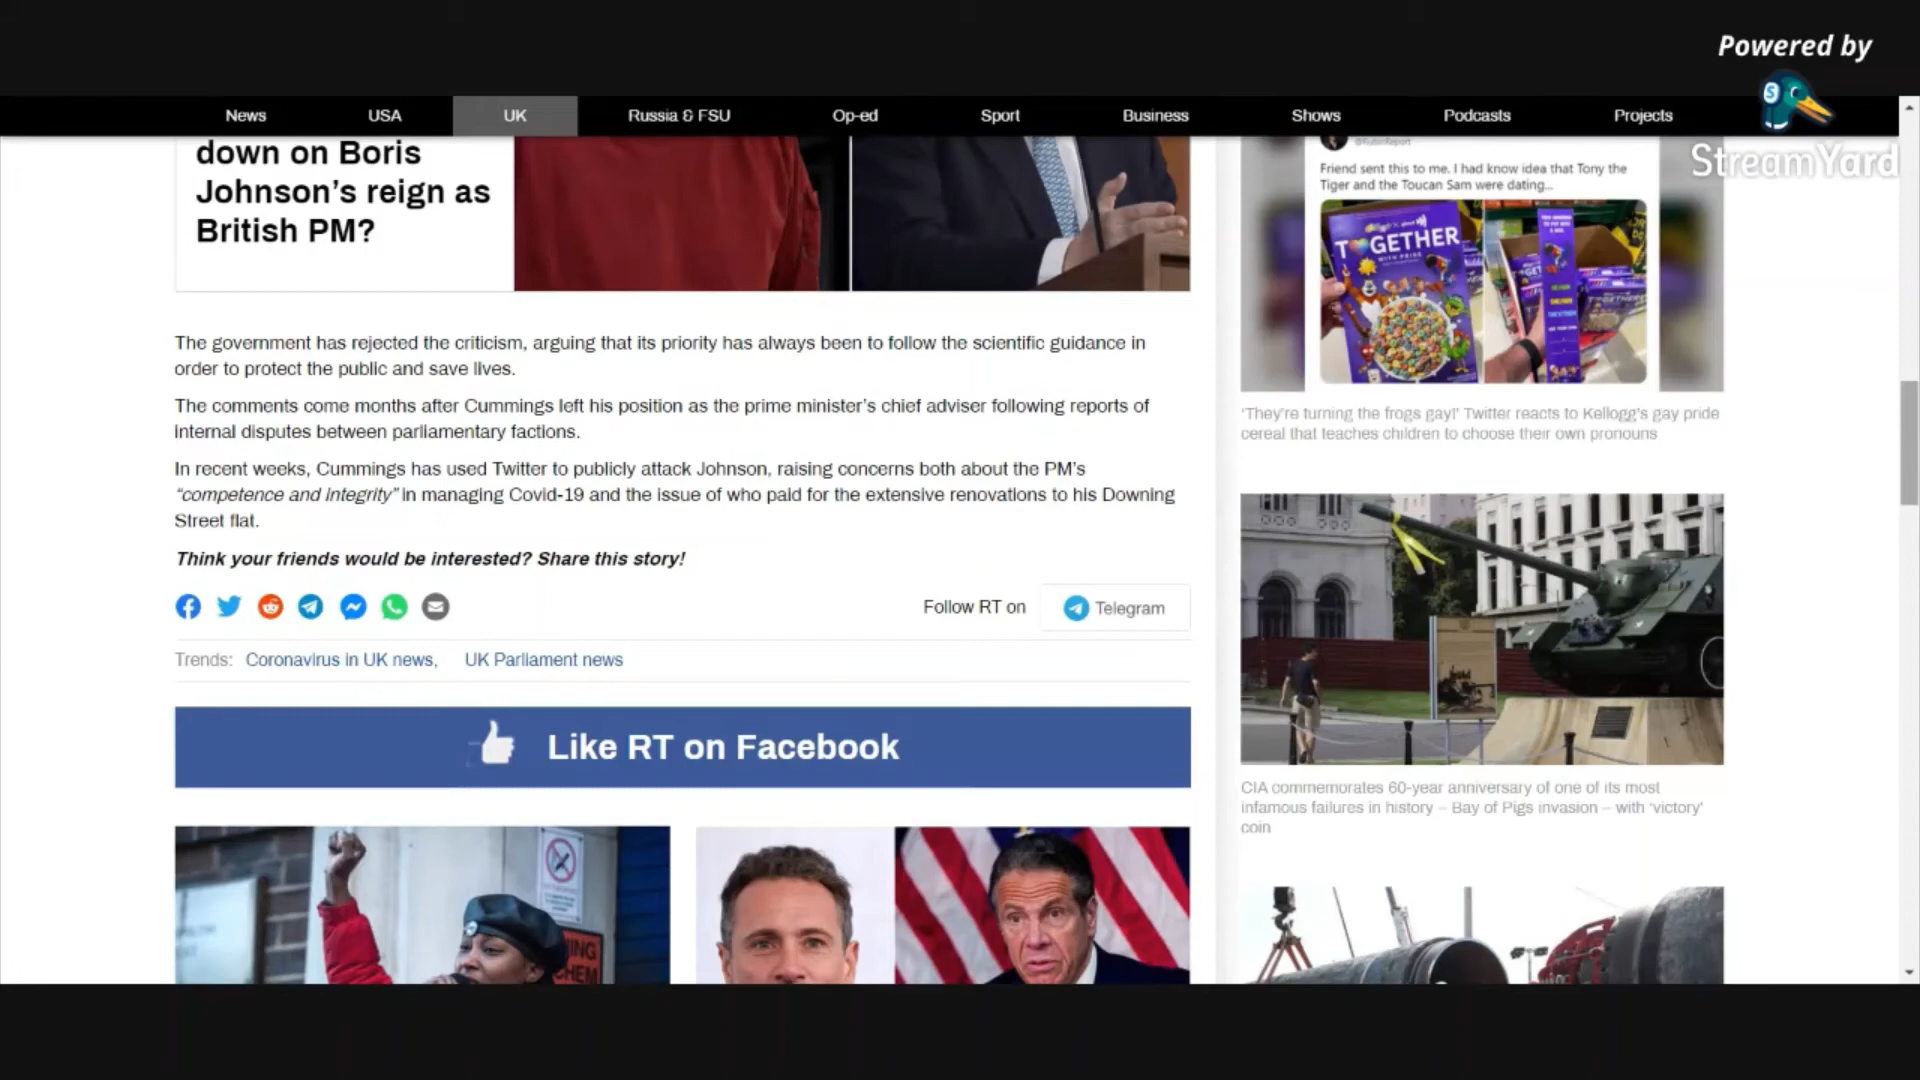 Powered by
StreamYard
News USA UK Russia & FSU Op-ed Sport Business Shows Podcasts Projects
down on Boris
Johnson’s reign as
British PM?
The government has rejected the criticism, arguing that its priority has always been to follow the scientific guidance in
order to protect the public and save lives.
The comments come months after Cummings left his position as the prime minister’s chief adviser following reports of
internal disputes between parliamentary factions.
In recent weeks, Cummings has used Twitter to publicly attack Johnson, raising concerns both about the PM’s
“competence and integrity” in managing Covid-19 and the issue of who paid for the extensive renovations to his Downing
Street flat.
Think your friends would be interested? Share this story!
Follow RT on
Telegram
Trends: Coronavirus in UK news, UK Parliament news
Like RT on Facebook
@RubinReport
Friend sent this to me. I had know idea that Tony the
Tiger and the Toucan Sam were dating...
TOGETHER
WITH PRIDE
‘They’re turning the frogs gay!’ Twitter reacts to Kellogg’s gay pride
cereal that teaches children to choose their own pronouns
CIA commemorates 60-year anniversary of one of its most
infamous failures in history – Bay of Pigs invasion – with ‘victory’
coin